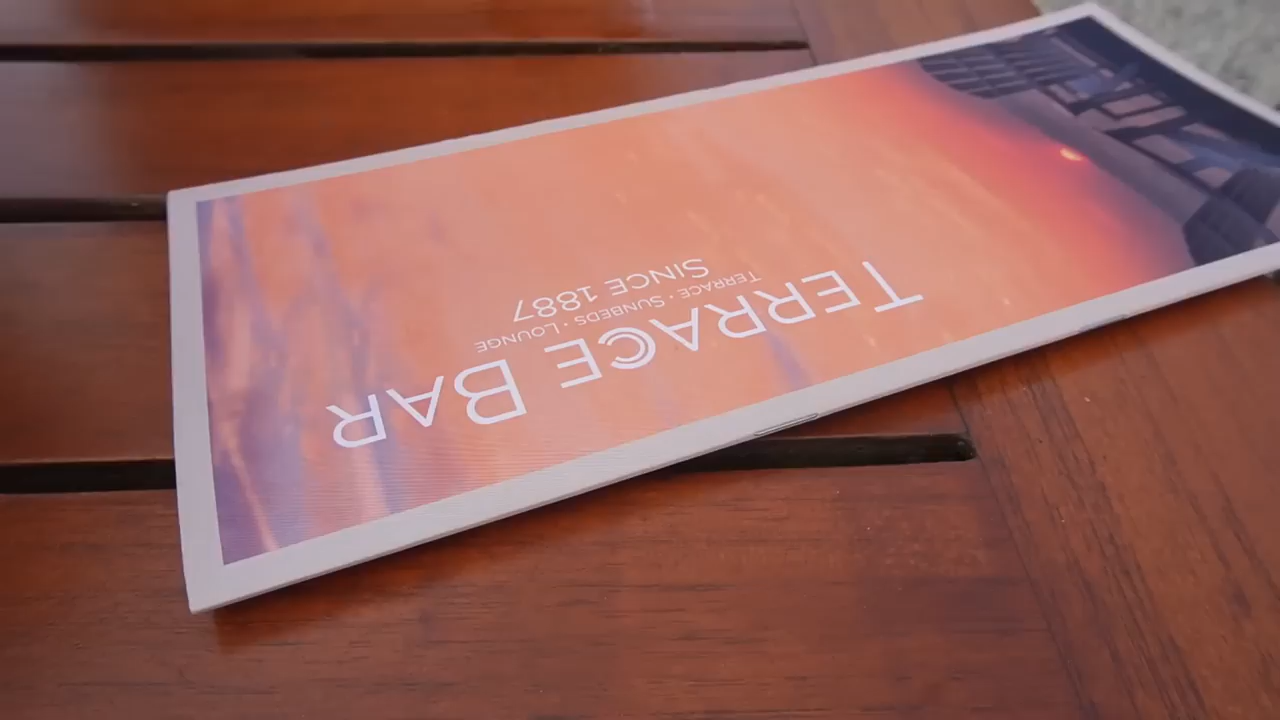 TERRACE BAR
TERRACE · SUNBEDS · LOUNGE
SINCE 1887